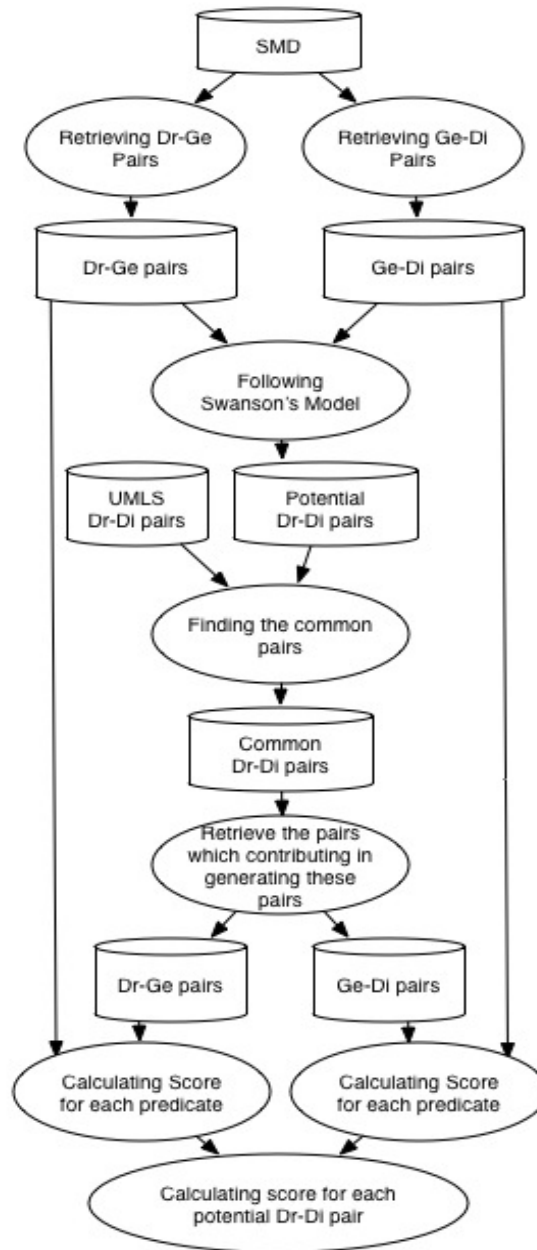 SMD
Retrieving Dr-Ge
Pairs
Retrieving Ge-Di
Pairs
Dr-Ge pairs
Ge-Di pairs
Following
Swanson's Model
UMLS
Dr-Di pairs
Potential
Dr-Di pairs
Finding the common
pairs
Common
Dr-Di pairs
Retrieve the pairs
which contributing in
generating these
pairs
Dr-Ge pairs
Ge-Di pairs
Calculating Score
for each predicate
Calculating Score
for each predicate
Calculating score for each
potential Dr-Di pair